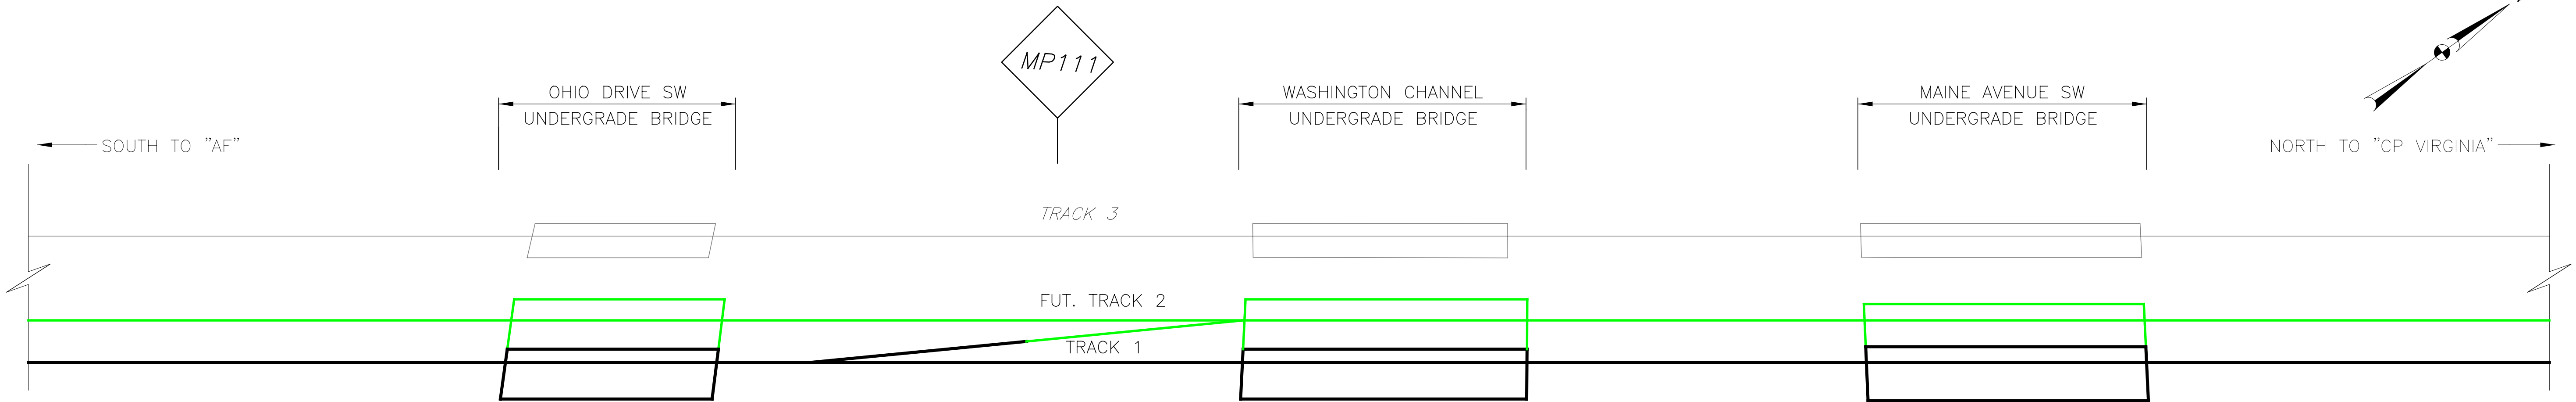 MP111
OHIO DRIVE SW
UNDERGRADE BRIDGE
WASHINGTON CHANNEL
UNDERGRADE BRIDGE
MAINE AVENUE SW
UNDERGRADE BRIDGE
SOUTH TO "AF"
NORTH TO "CP VIRGINIA"
TRACK 3
FUT. TRACK 2
TRACK 1